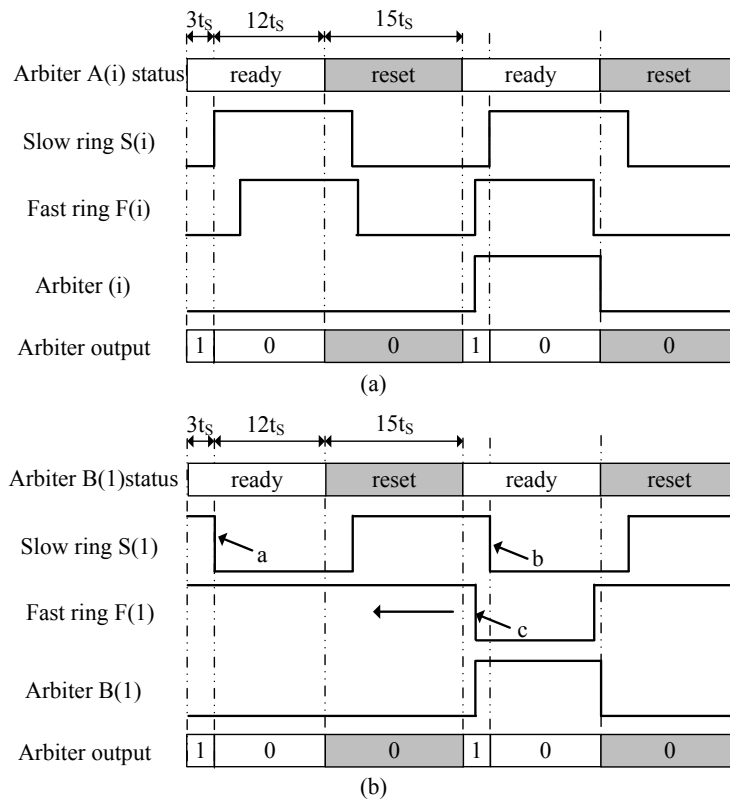 3tS 12tS 15tS
Arbiter A(i) status ready reset ready reset
Slow ring S(i)
Fast ring F(i)
Arbiter (i)
Arbiter output 1 0 0 1 0 0
(a)
3tS 12tS 15tS
Arbiter B(1)status ready reset ready reset
Slow ring S(1) a b
Fast ring F(1) c
Arbiter B(1)
Arbiter output 1 0 0 1 0 0
(b)